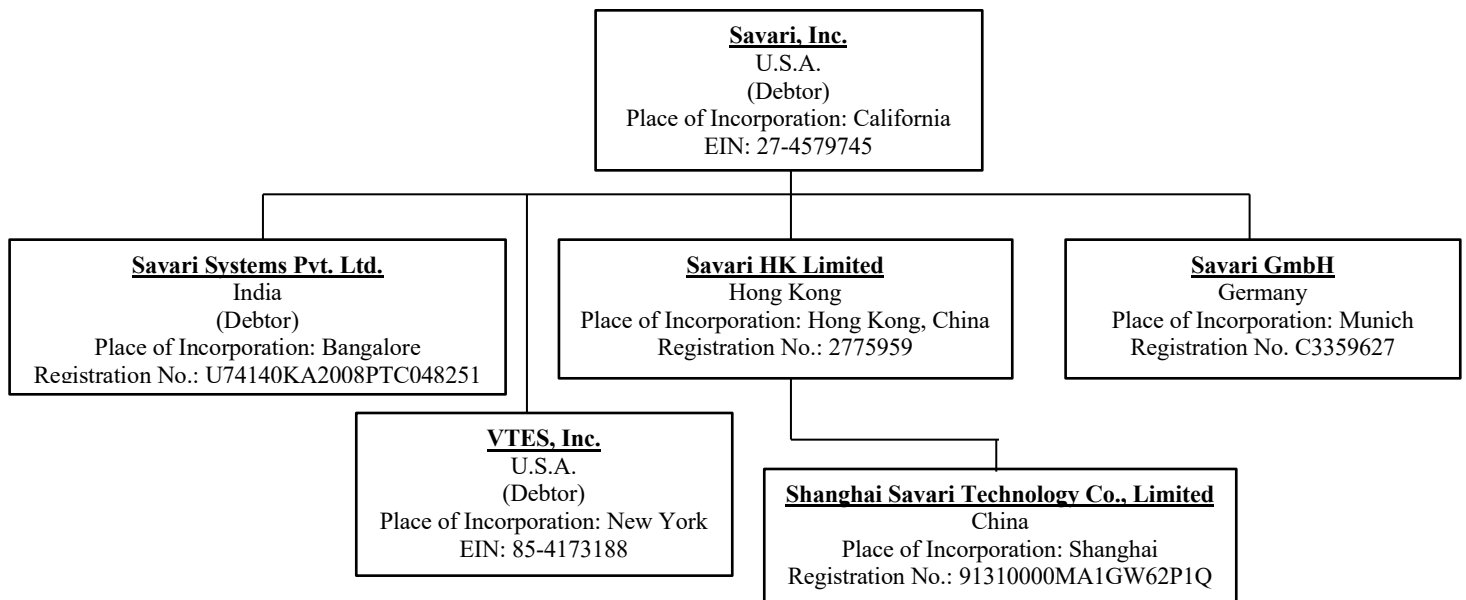 Savari, Inc.
U.S.A.
(Debtor)
Place of Incorporation: California
EIN: 27-4579745
Savari Systems Pvt. Ltd.
India
(Debtor)
Place of Incorporation: Bangalore
Registration No.: U74140KA2008PTC048251
Savari HK Limited
Hong Kong
Place of Incorporation: Hong Kong, China
Registration No.: 2775959
Savari GmbH
Germany
Place of Incorporation: Munich
Registration No. C3359627
VTES, Inc.
U.S.A.
(Debtor)
Place of Incorporation: New York
EIN: 85-4173188
Shanghai Savari Technology Co., Limited
China
Place of Incorporation: Shanghai
Registration No.: 91310000MA1GW62P1Q